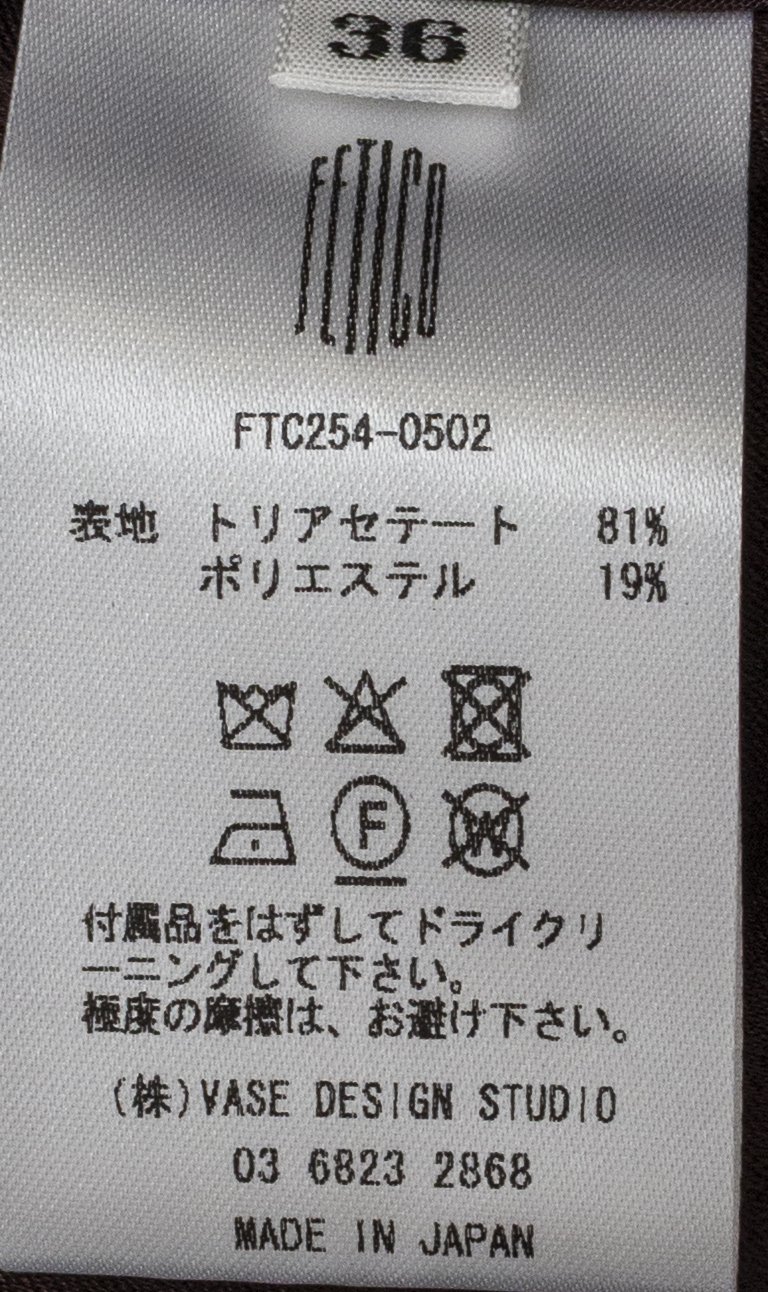 36
FETICO
FTC254-0502
表地 トリアセテート 81%
ポリエステル 19%
F W
付属品をはずしてドライクリ
ーニングして下さい。
極度の摩擦は、お避け下さい。
(株)VASE DESIGN STUDIO
03 6823 2868
MADE IN JAPAN